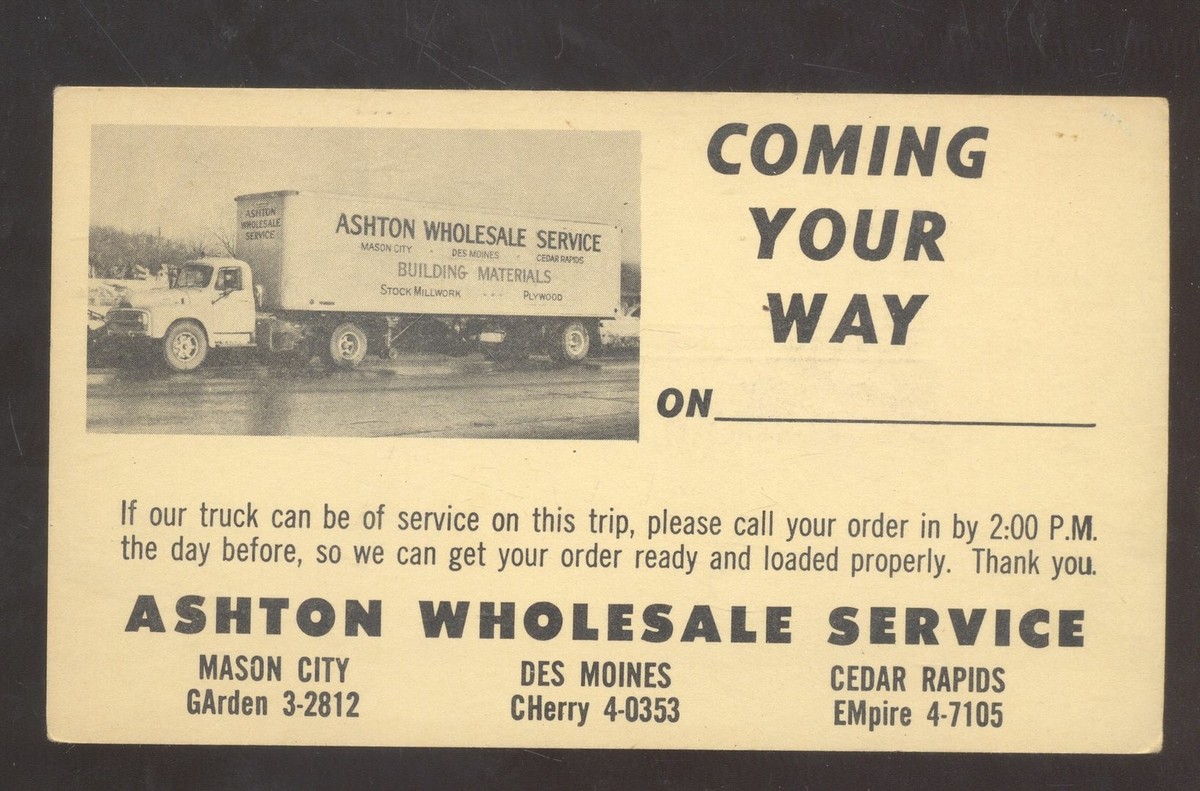 COMING
YOUR
WAY
ON
ASHTON
WHOLESALE
SERVICE
ASHTON WHOLESALE SERVICE
MASON CITY · DES MOINES · CEDAR RAPIDS
BUILDING MATERIALS
STOCK MILLWORK --- PLYWOOD
If our truck can be of service on this trip, please call your order in by 2:00 P.M.
the day before, so we can get your order ready and loaded properly. Thank you.
ASHTON WHOLESALE SERVICE
MASON CITY DES MOINES CEDAR RAPIDS
GArden 3-2812 CHerry 4-0353 EMpire 4-7105